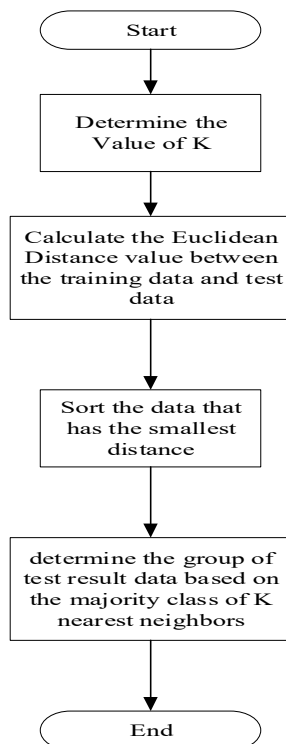 Start
Determine the
Value of K
Calculate the Euclidean
Distance value between
the training data and test
data
Sort the data that
has the smallest
distance
determine the group of
test result data based on
the majority class of K
nearest neighbors
End